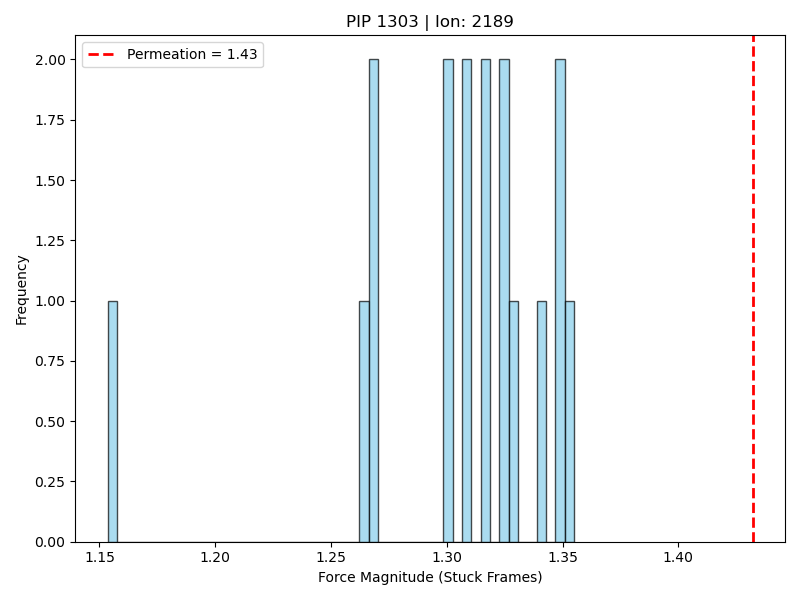 PIP 1303 | Ion: 2189
Permeation = 1.43
2.00
1.75
1.50
1.25
1.00
0.75
0.50
0.25
0.00
Frequency
1.15 1.20 1.25 1.30 1.35 1.40
Force Magnitude (Stuck Frames)